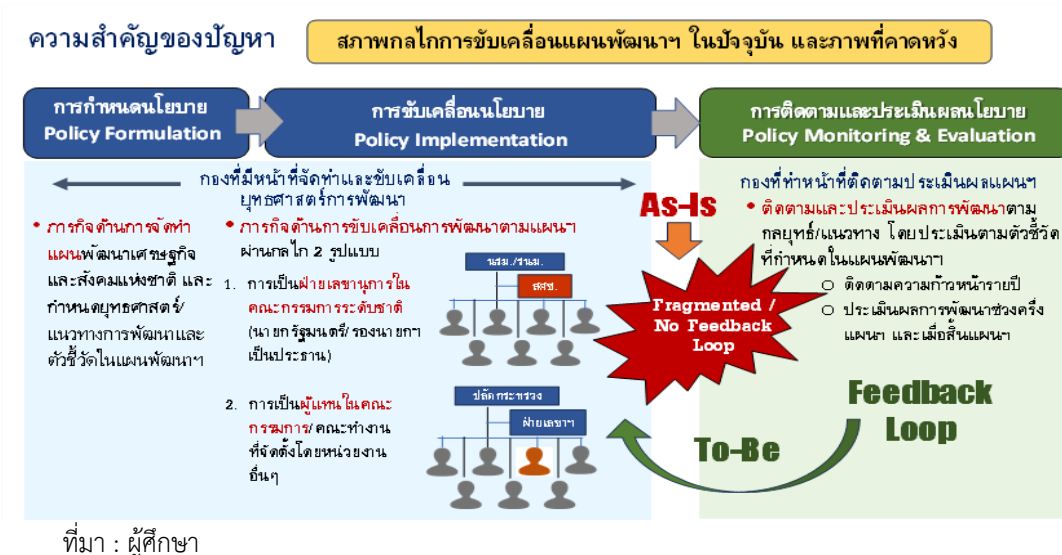 ความสำคัญของปัญหา
สภาพกลไกการขับเคลื่อนแผนพัฒนาฯ ในปัจจุบัน และภาพที่คาดหวัง
การกำหนดนโยบาย
Policy Formulation
การขับเคลื่อนนโยบาย
Policy Implementation
การติดตามและประเมินผลนโยบาย
Policy Monitoring & Evaluation
กองที่มีหน้าที่จัดทำและขับเคลื่อน
ยุทธศาสตร์การพัฒนา
• ภารกิจด้านการจัดทำ
แผนพัฒนาเศรษฐกิจ
และสังคมแห่งชาติ และ
กำหนดยุทธศาสตร์/
แนวทางการพัฒนาและ
ตัวชี้วัดในแผนพัฒนาฯ
• ภารกิจด้านการขับเคลื่อนการพัฒนาตามแผนฯ
ผ่านกลไก 2 รูปแบบ
1. การเป็นฝ่ายเลขานุการใน
คณะกรรมการระดับชาติ
(นายกรัฐมนตรี/รองนายกฯ
เป็นประธาน)
นรม./รนม.
สศช.
2. การเป็นผู้แทนในคณะ
กรรมการ/คณะทำงาน
ที่จัดตั้งโดยหน่วยงาน
อื่นๆ
ปลัดกระทรวง
ฝ่ายเลขาฯ
As-Is
Fragmented /
No Feedback
Loop
To-Be
กองที่ทำหน้าที่ติดตามประเมินผลแผนฯ
• ติดตามและประเมินผลการพัฒนาตาม
กลยุทธ์/แนวทาง โดยประเมินตามตัวชี้วัด
ที่กำหนดในแผนพัฒนาฯ
○ ติดตามความก้าวหน้ารายปี
○ ประเมินผลการพัฒนาช่วงครึ่ง
แผนฯ และเมื่อสิ้นแผนฯ
Feedback
Loop
ที่มา : ผู้ศึกษา